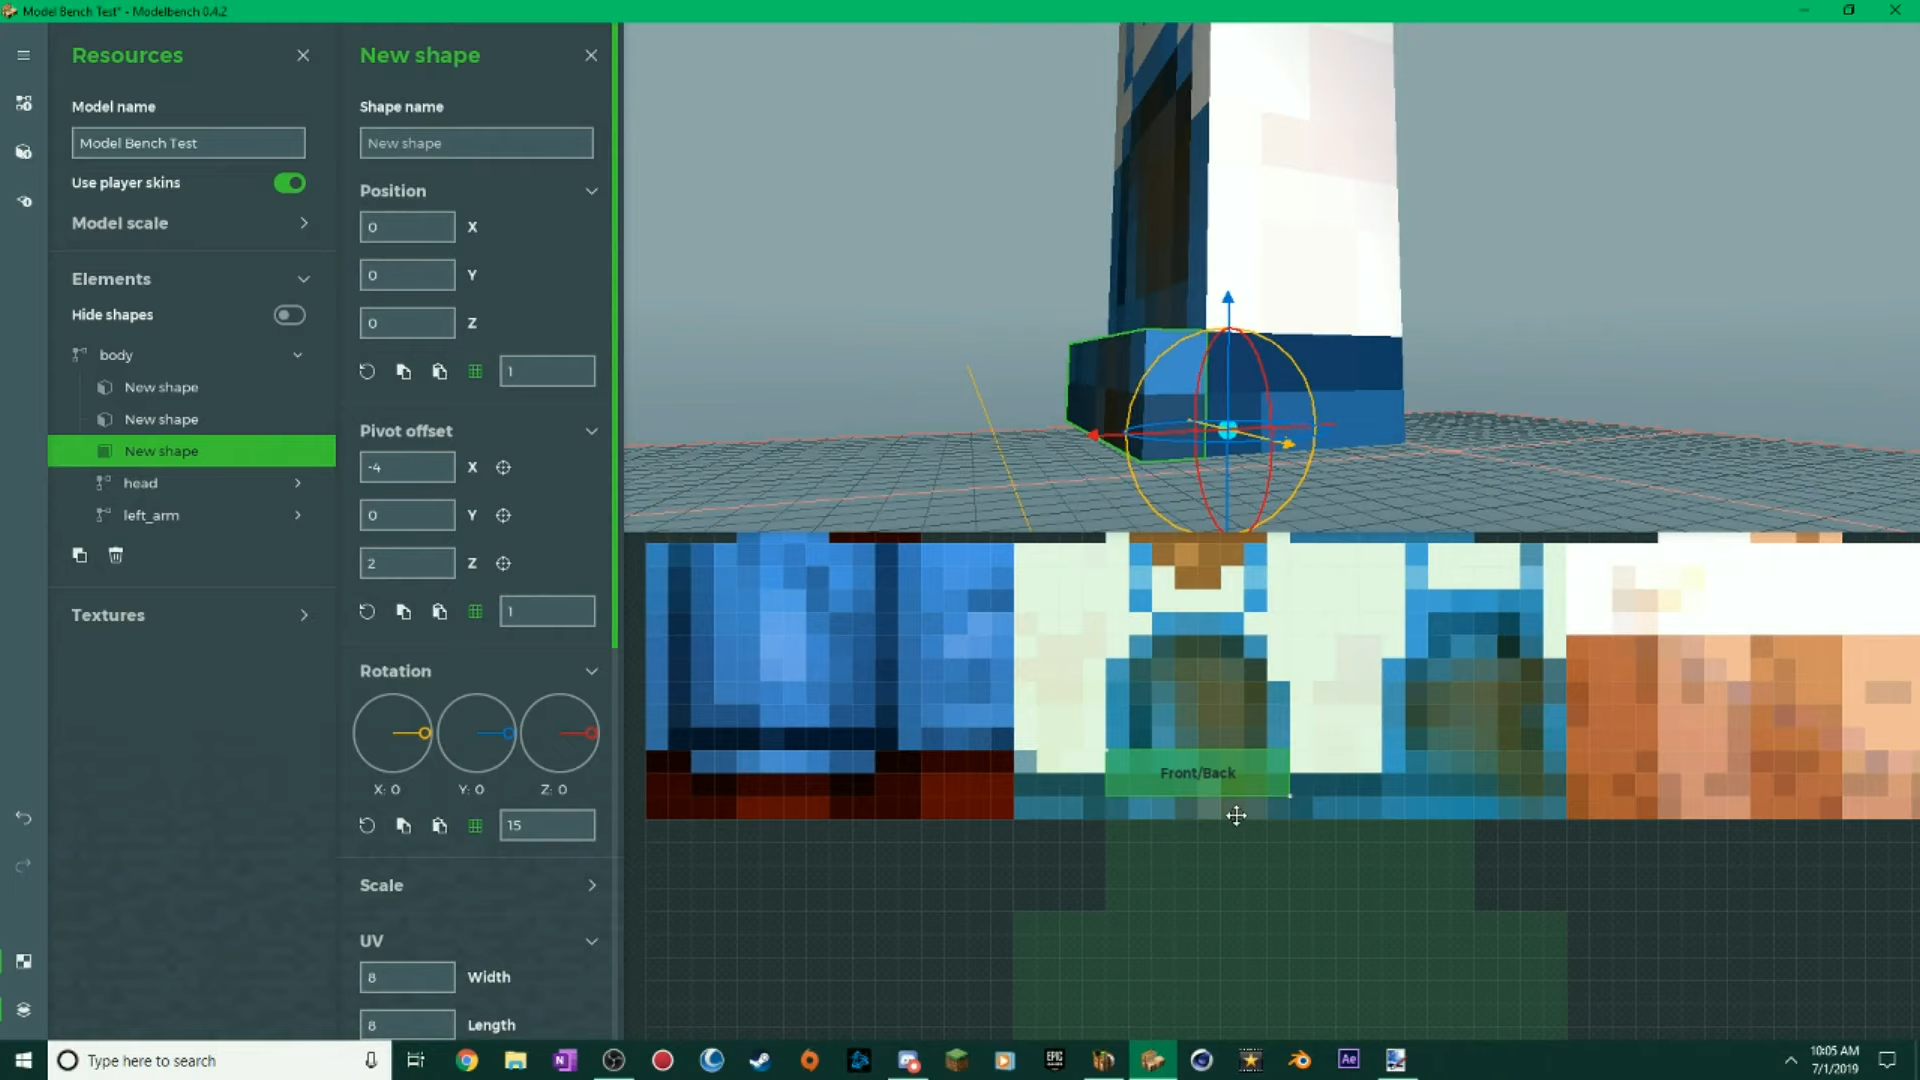 Model Bench Test* - Modelbench 0.4.2
Resources
Model name
Model Bench Test
Use player skins
Model scale
Elements
Hide shapes
body
New shape
New shape
New shape
head
left_arm
Textures
New shape
Shape name
New shape
Position
0 X
0 Y
0 Z
1
Pivot offset
-4 X
0 Y
2 Z
1
Rotation
X: 0 Y: 0 Z: 0
15
Scale
UV
8 Width
8 Length
Front/Back
Type here to search
N
EPIC
GAMES
Ae
10:05 AM
7/1/2019